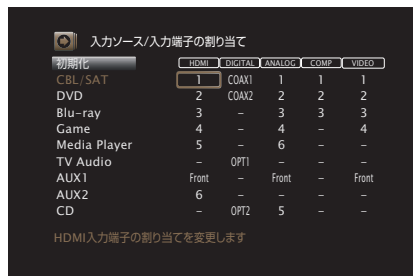 入力ソース/入力端子の割り当て
初期化 HDMI DIGITAL ANALOG COMP VIDEO
CBL/SAT 1 COAX1 1 1 1
DVD 2 COAX2 2 2 2
Blu-ray 3 – 3 3 3
Game 4 – 4 – 4
Media Player 5 – 6 – –
TV Audio – OPT1 – – –
AUX1 Front – Front – Front
AUX2 6 – – – –
CD – OPT2 5 – –
HDMI入力端子の割り当てを変更します